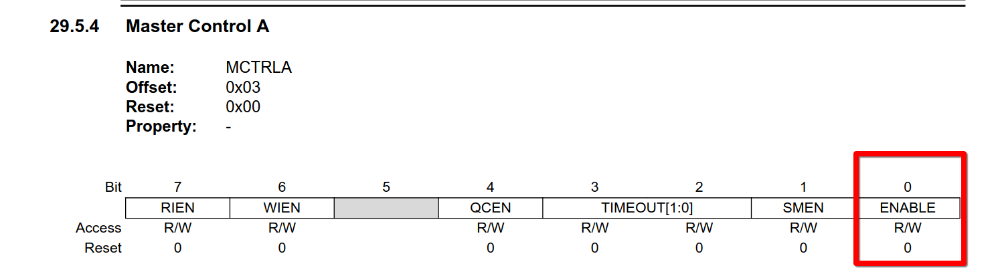 29.5.4 Master Control A
Name: MCTRLA
Offset: 0x03
Reset: 0x00
Property: -
Bit 7 6 5 4 3 2 1 0
RIEN WIEN QCEN TIMEOUT[1:0] SMEN ENABLE
Access R/W R/W R/W R/W R/W R/W R/W
Reset 0 0 0 0 0 0 0